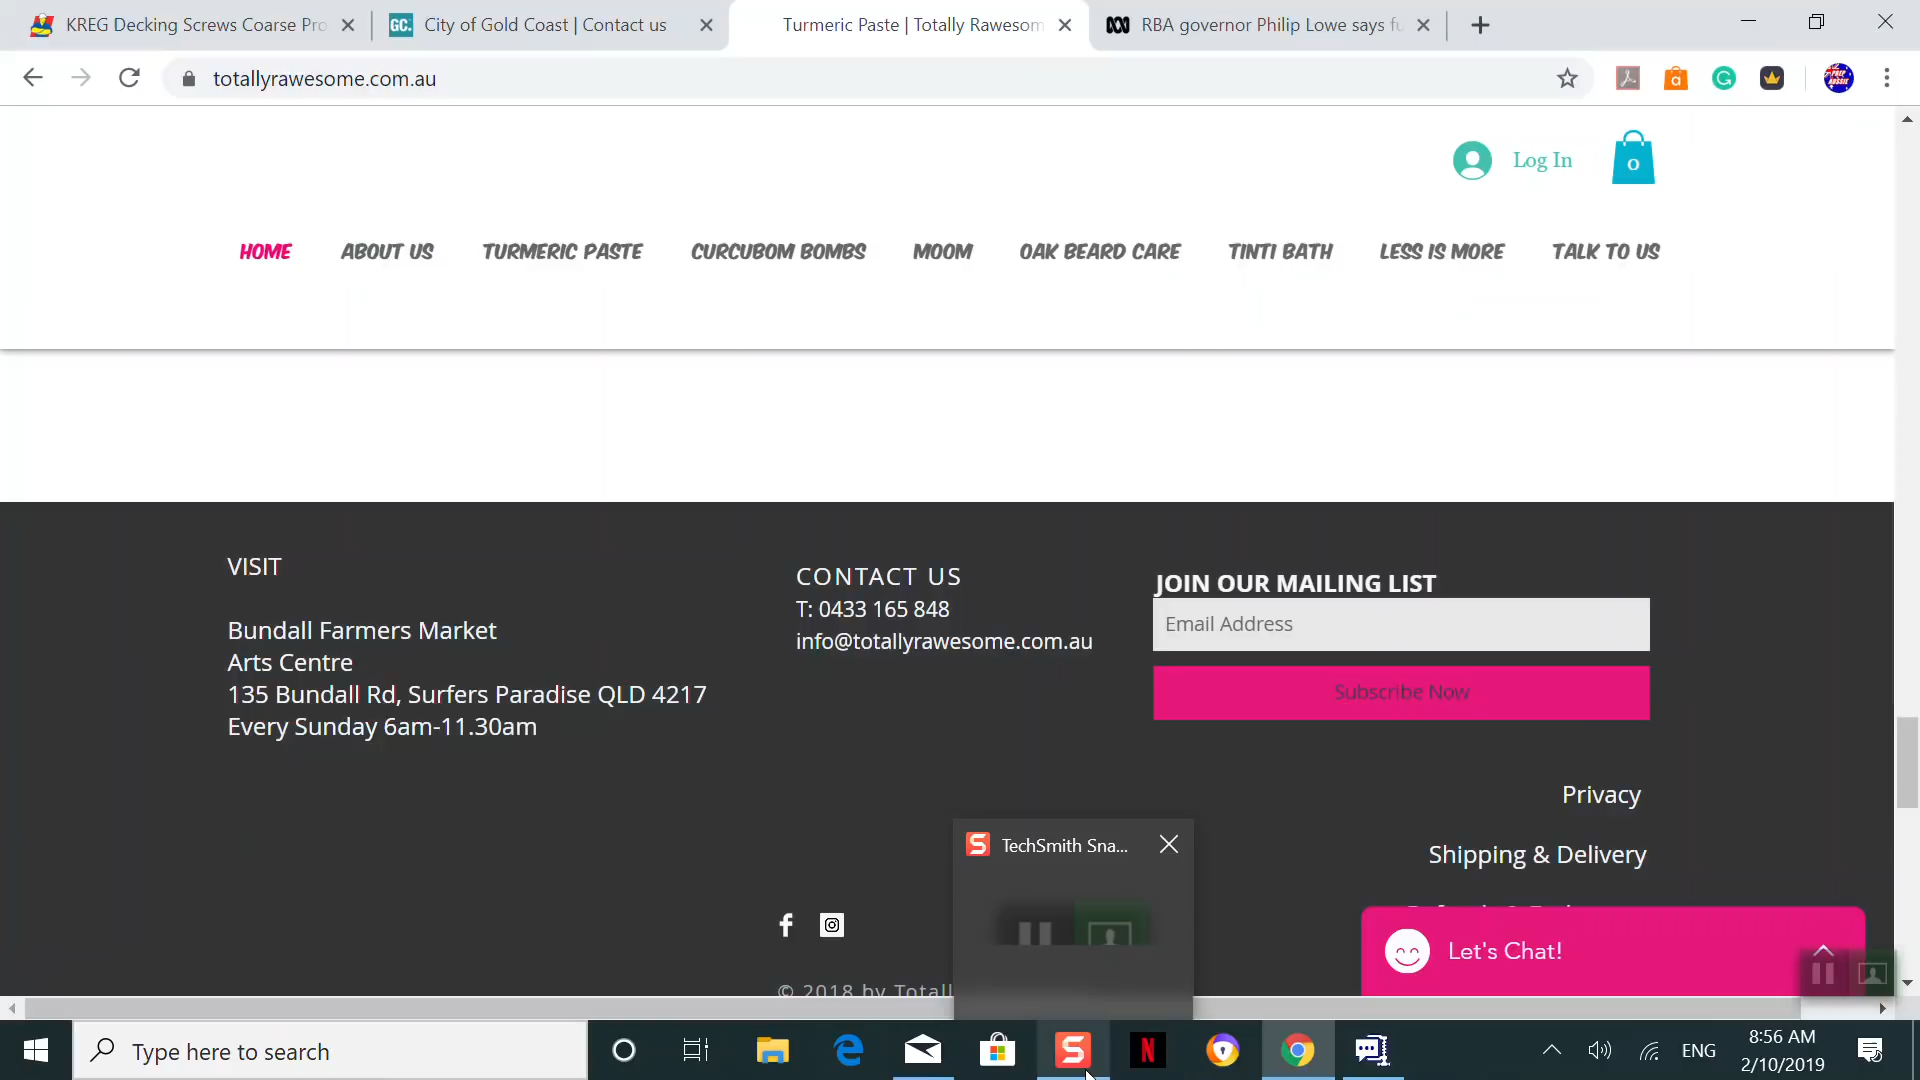 KREG Decking Screws Coarse Pro
GC. City of Gold Coast | Contact us
Turmeric Paste | Totally Rawesom
RBA governor Philip Lowe says fu
totallyrawesome.com.au
Log In
0
HOME ABOUT US TURMERIC PASTE CURCUBOM BOMBS MOOM OAK BEARD CARE TINTI BATH LESS IS MORE TALK TO US
VISIT
Bundall Farmers Market
Arts Centre
135 Bundall Rd, Surfers Paradise QLD 4217
Every Sunday 6am-11.30am
CONTACT US
T: 0433 165 848
info@totallyrawesome.com.au
JOIN OUR MAILING LIST
Email Address
Subscribe Now
Privacy
Shipping & Delivery
Let's Chat!
© 2018 by Totall
TechSmith Sna...
Type here to search
ENG
8:56 AM
2/10/2019